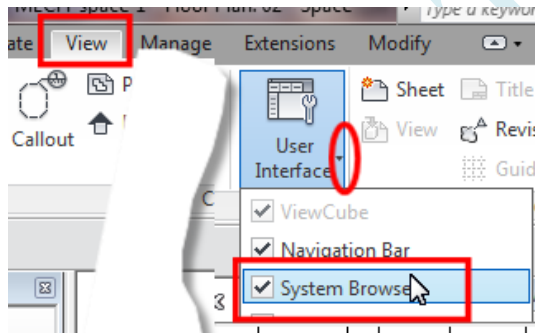 MECH space 1 - Floor Plan: 02 - Space
Type a keywor
ate View Manage Extensions Modify
Callout
P
User
Interface
Sheet
Title
View
Revis
Guid
C
ViewCube
Navigation Bar
System Browse